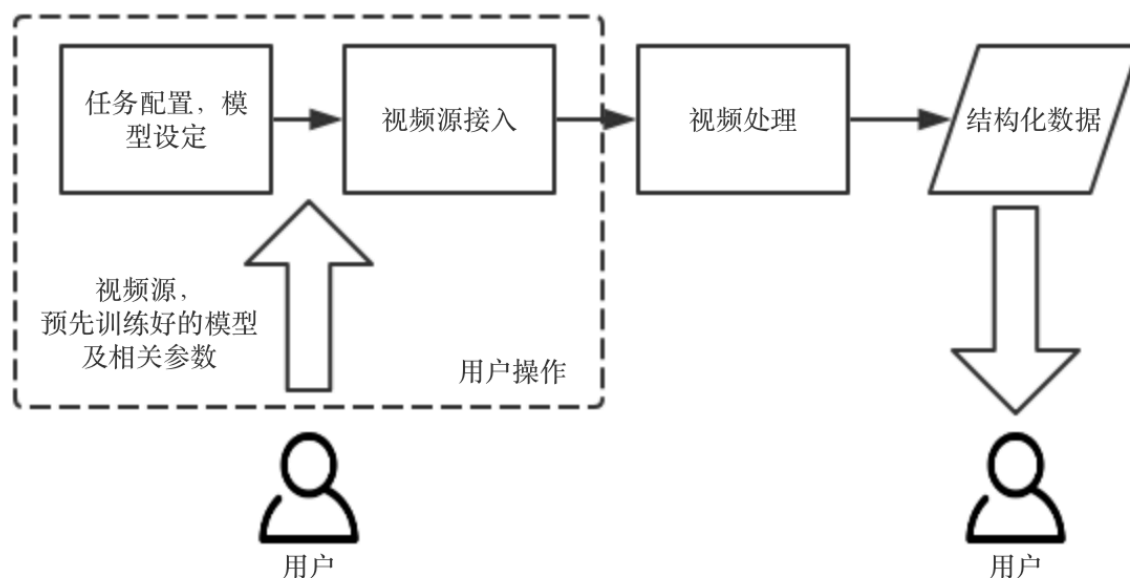 任务配置，模
型设定
视频源接入
视频处理
结构化数据
视频源，
预先训练好的模型
及相关参数
用户操作
用户
用户